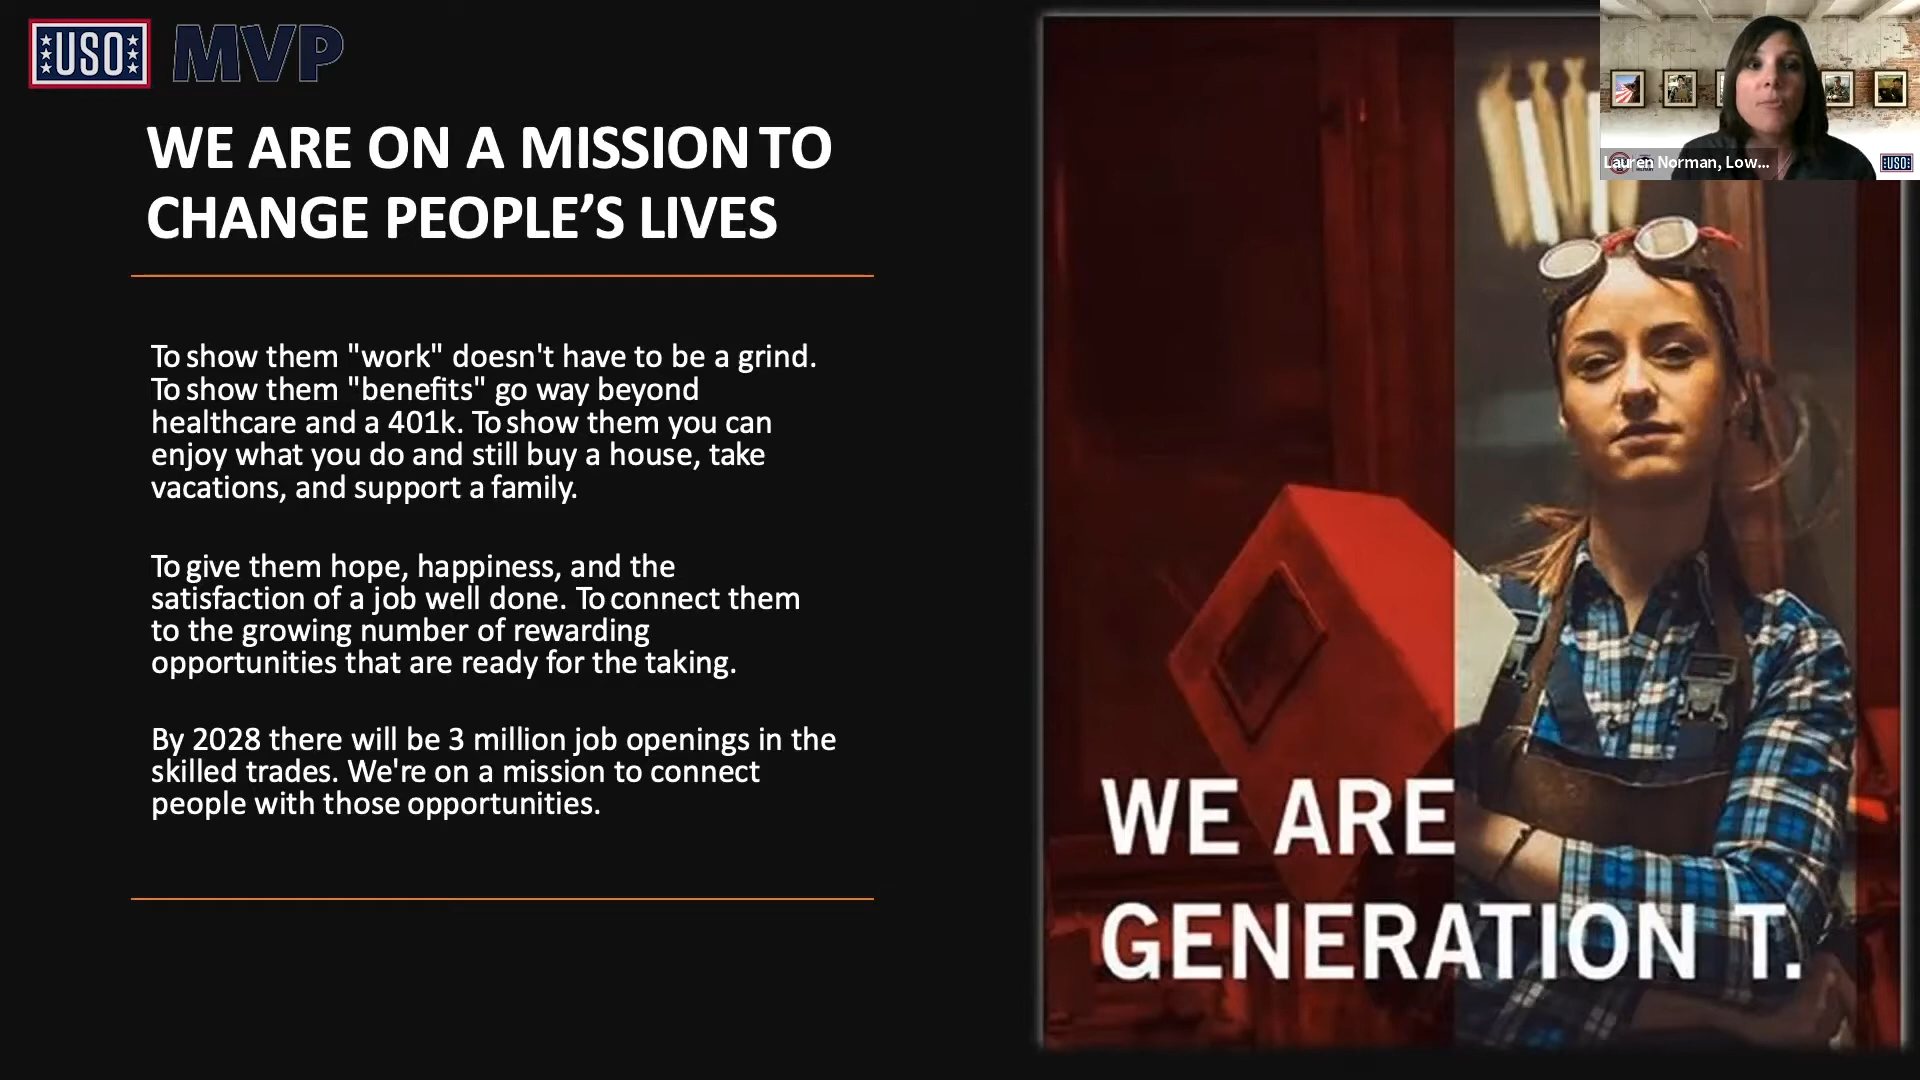 USO MVP
WE ARE ON A MISSION TO
CHANGE PEOPLE’S LIVES
To show them "work" doesn't have to be a grind.
To show them "benefits" go way beyond
healthcare and a 401k. To show them you can
enjoy what you do and still buy a house, take
vacations, and support a family.
To give them hope, happiness, and the
satisfaction of a job well done. To connect them
to the growing number of rewarding
opportunities that are ready for the taking.
By 2028 there will be 3 million job openings in the
skilled trades. We're on a mission to connect
people with those opportunities.
Lauren Norman, Low...
USO
WE ARE
GENERATION T.